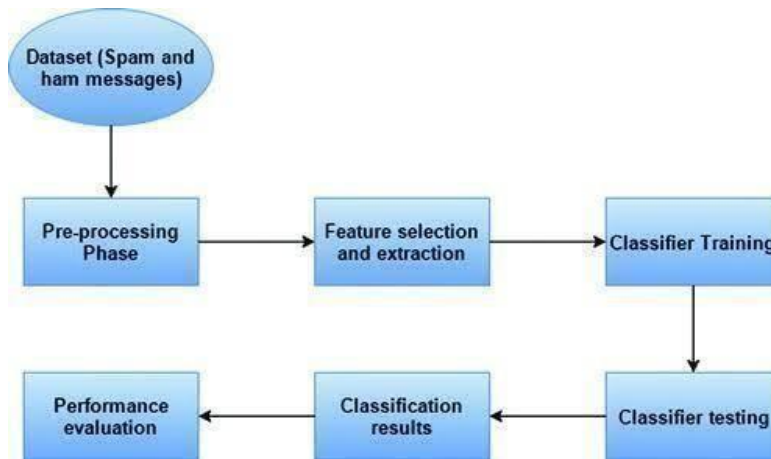 Dataset (Spam and
ham messages)
Pre-processing
Phase
Feature selection
and extraction
Classifier Training
Classifier testing
Classification
results
Performance
evaluation